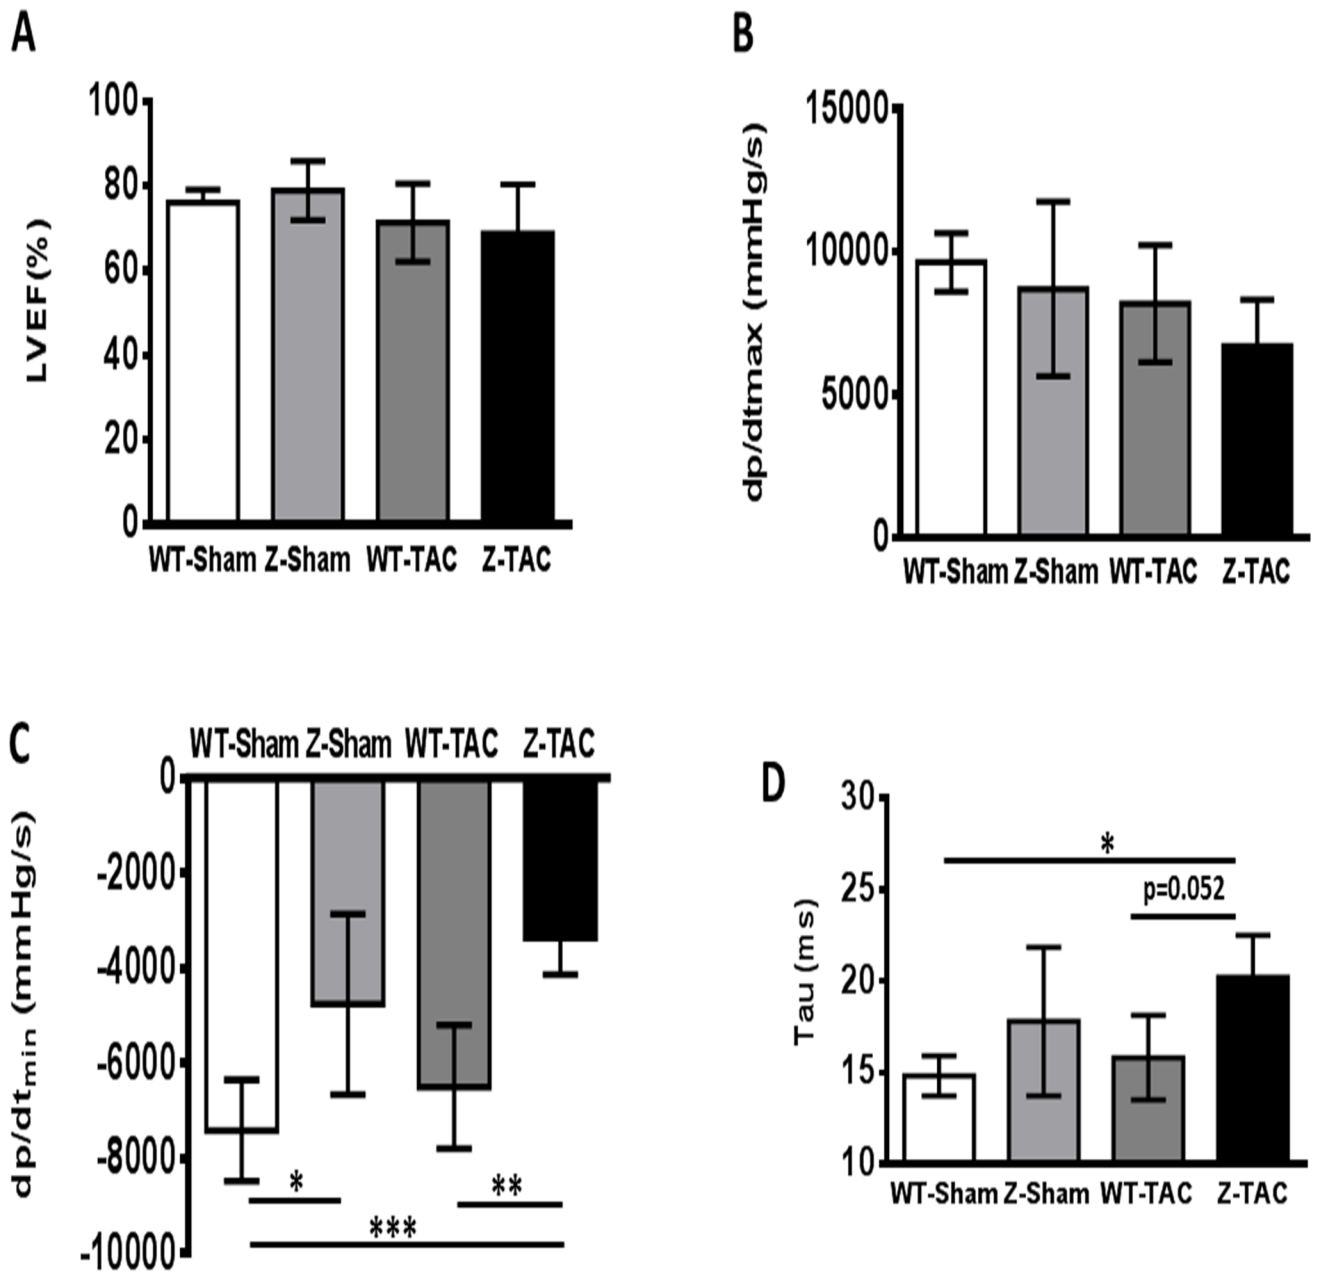 A
100
80
60
40
20
0
LVEF(%)
WT-Sham Z-Sham WT-TAC Z-TAC
B
15000
10000
5000
0
dp/dtmax (mmHg/s)
WT-Sham Z-Sham WT-TAC Z-TAC
C
WT-Sham Z-Sham WT-TAC Z-TAC
0
-2000
-4000
-6000
-8000
-10000
dp/dtmin (mmHg/s)
*
**
***
D
30
25
20
15
10
Tau (ms)
*
p=0.052
WT-Sham Z-Sham WT-TAC Z-TAC